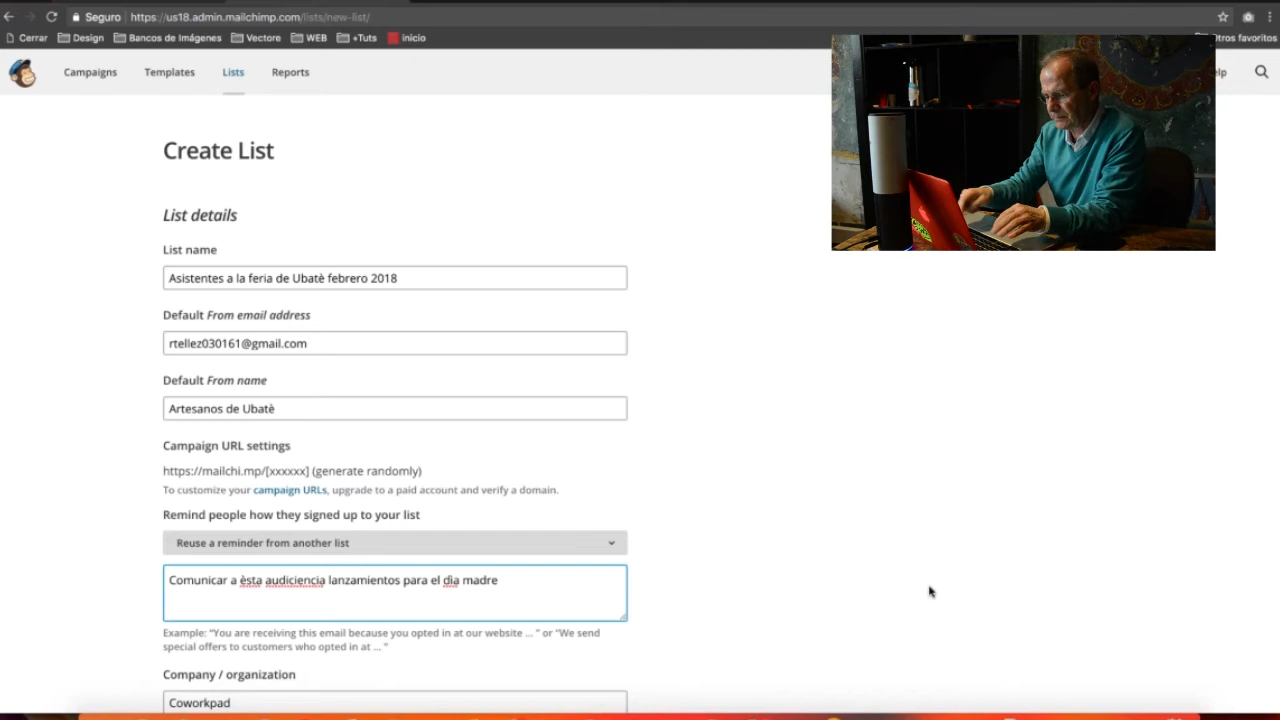 Seguro https://us18.admin.mailchimp.com/lists/new-list/
Cerrar Design Bancos de Imágenes Vectore WEB +Tuts inicio Otros favoritos
Campaigns Templates Lists Reports
Create List
List details
List name
Asistentes a la feria de Ubatè febrero 2018
Default From email address
rtellez030161@gmail.com
Default From name
Artesanos de Ubatè
Campaign URL settings
https://mailchi.mp/[xxxxxx] (generate randomly)
To customize your campaign URLs, upgrade to a paid account and verify a domain.
Remind people how they signed up to your list
Reuse a reminder from another list
Comunicar a èsta audiciencia lanzamientos para el dìa madre
Example: “You are receiving this email because you opted in at our website ... ” or “We send
special offers to customers who opted in at ... ”
Company / organization
Coworkpad